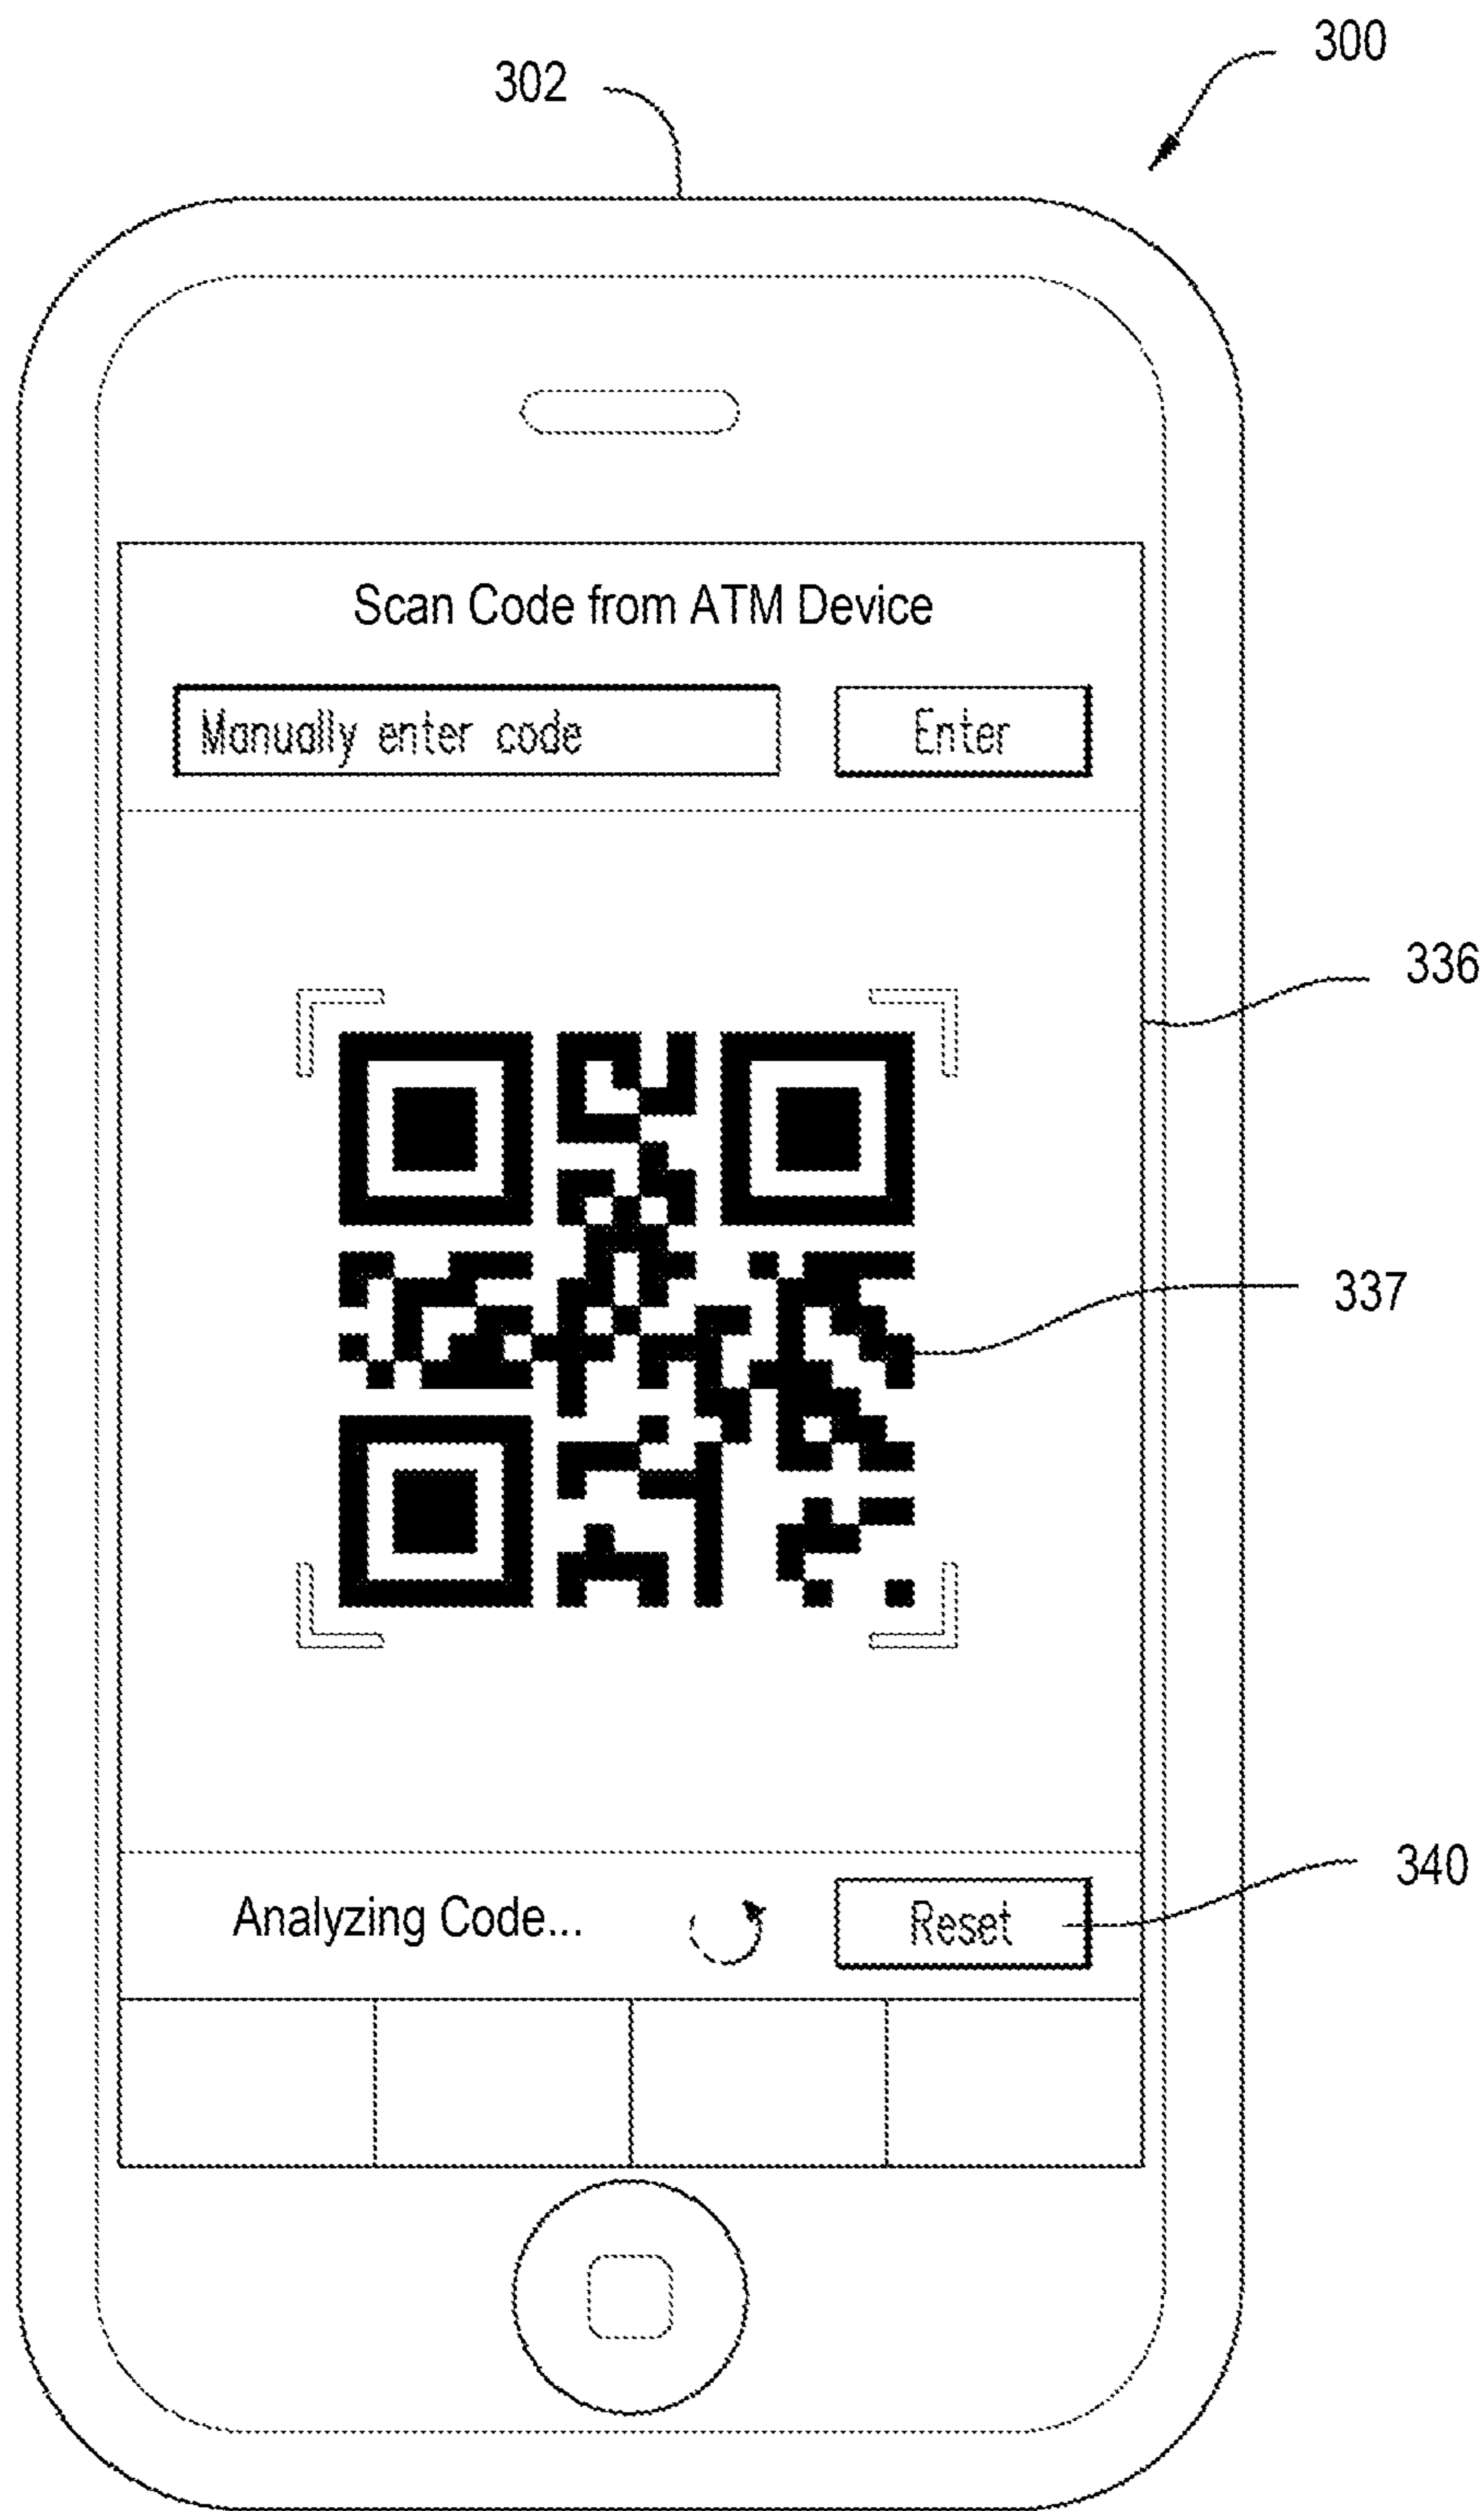 300
302
Scan Code from ATM Device
Manually enter code
Enter
336
337
340
Analyzing Code...
Reset